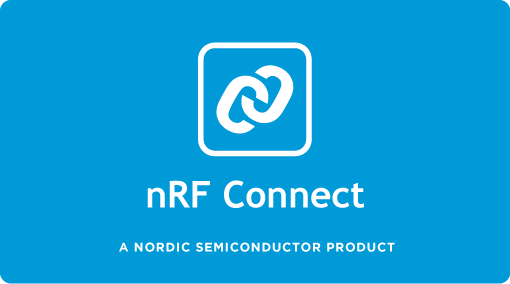 nRF Connect
A NORDIC SEMICONDUCTOR PRODUCT